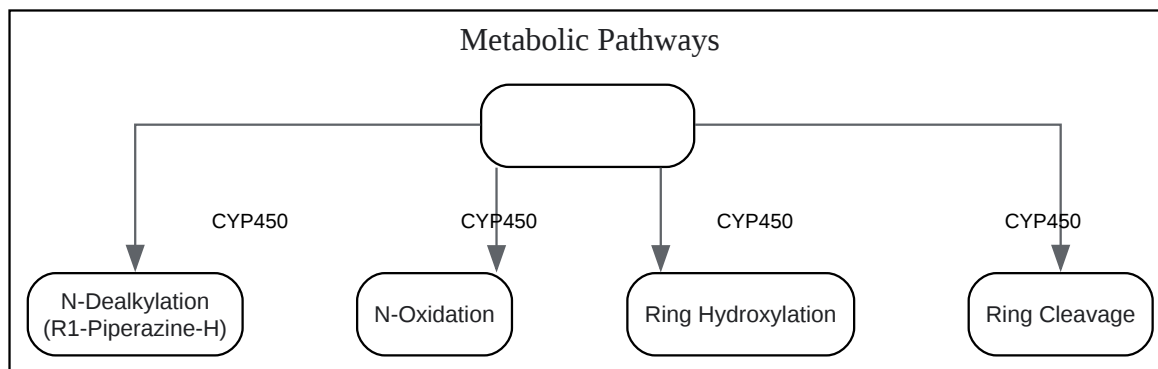 Metabolic Pathways
CYP450
CYP450
CYP450
CYP450
N-Dealkylation
(R1-Piperazine-H)
N-Oxidation
Ring Hydroxylation
Ring Cleavage